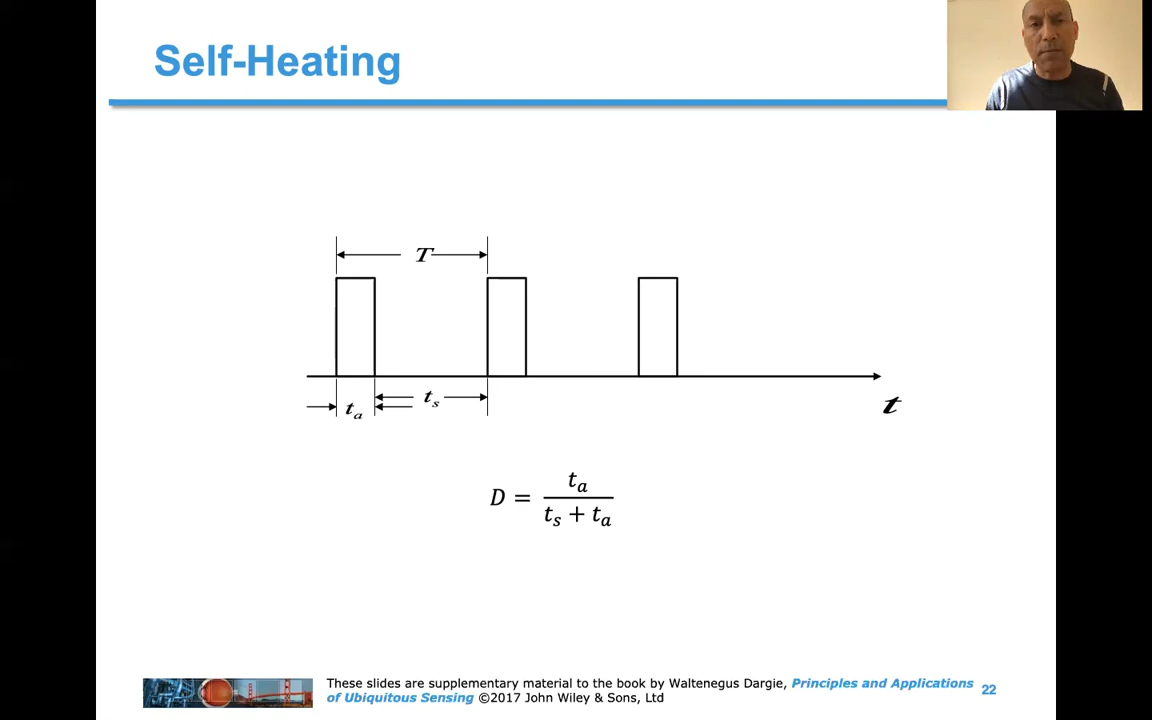 Self-Heating
T
t_s
t_a
t
D = t_a / (t_s + t_a)
These slides are supplementary material to the book by Waltenegus Dargie, Principles and Applications
of Ubiquitous Sensing ©2017 John Wiley & Sons, Ltd
22